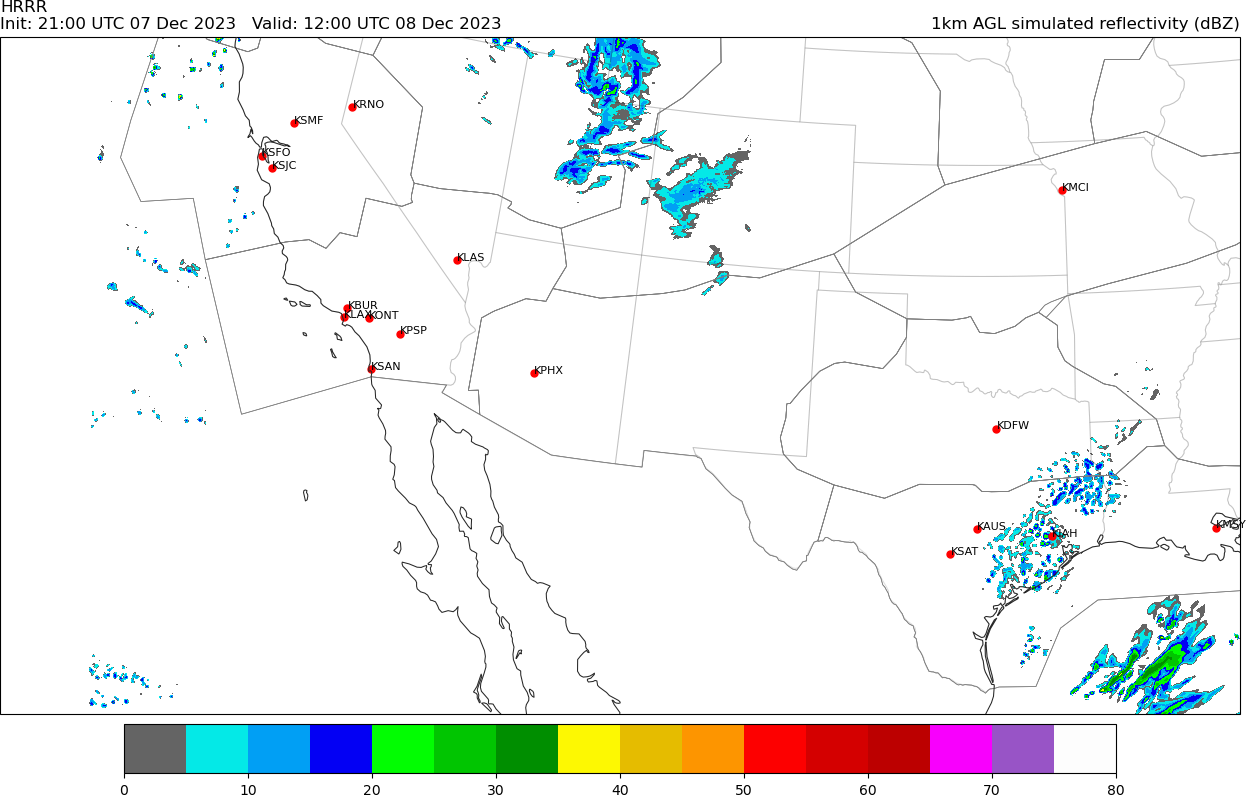 HRRR
Init: 21:00 UTC 07 Dec 2023   Valid: 12:00 UTC 08 Dec 2023   1km AGL simulated reflectivity (dBZ)
KRNO
KSMF
KSFO
KSJC
KMCI
KLAS
KBUR
KLAX KONT
KPSP
KSAN
KPHX
KDFW
KAUS
KMSY
KIAH
KSAT
0 10 20 30 40 50 60 70 80